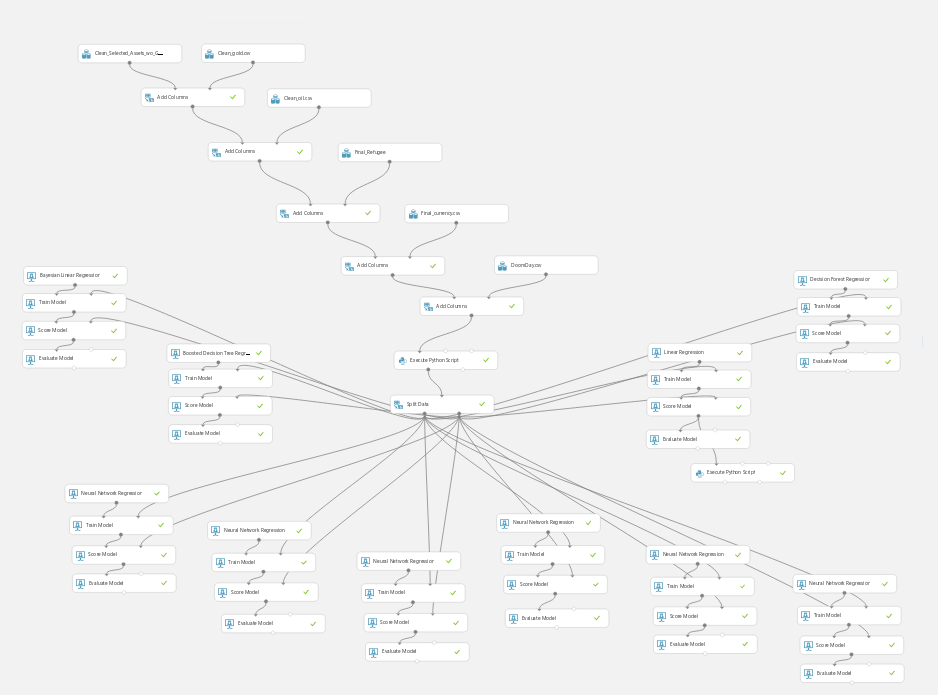 Clean_Selected_Assets_wo_G...
Clean_gold.csv
Add Columns
Clean_oil.csv
Add Columns
Final_Refugee
Add Columns
Final_currency.csv
Add Columns
DoomDay.csv
Add Columns
Execute Python Script
Split Data
Bayesian Linear Regression
Train Model
Score Model
Evaluate Model
Boosted Decision Tree Regr...
Train Model
Score Model
Evaluate Model
Linear Regression
Train Model
Score Model
Evaluate Model
Execute Python Script
Decision Forest Regression
Train Model
Score Model
Evaluate Model
Neural Network Regression
Train Model
Score Model
Evaluate Model
Neural Network Regression
Train Model
Score Model
Evaluate Model
Neural Network Regression
Train Model
Score Model
Evaluate Model
Neural Network Regression
Train Model
Score Model
Evaluate Model
Neural Network Regression
Train Model
Score Model
Evaluate Model
Neural Network Regression
Train Model
Score Model
Evaluate Model